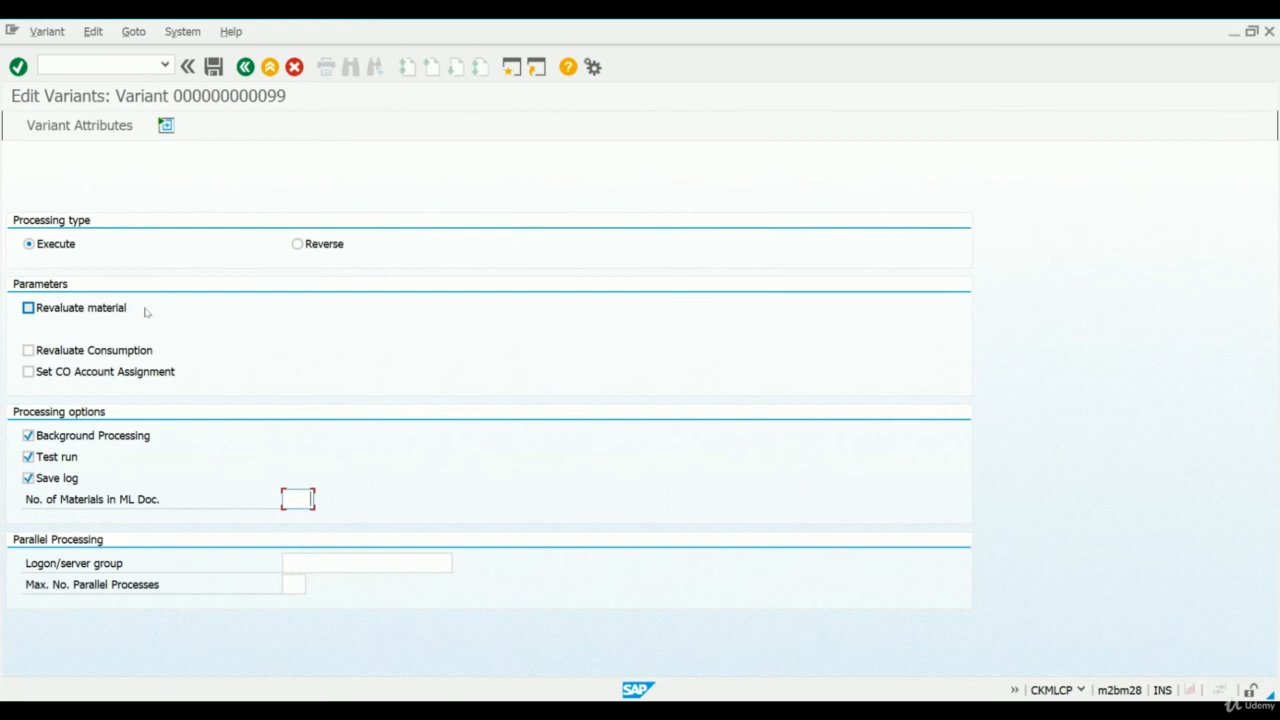 Variant Edit Goto System Help
Edit Variants: Variant 000000000099
Variant Attributes
Processing type
Execute Reverse
Parameters
Revaluate material
Revaluate Consumption
Set CO Account Assignment
Processing options
Background Processing
Test run
Save log
No. of Materials in ML Doc.
Parallel Processing
Logon/server group
Max. No. Parallel Processes
SAP CKMLCP m2bm28 INS
Udemy